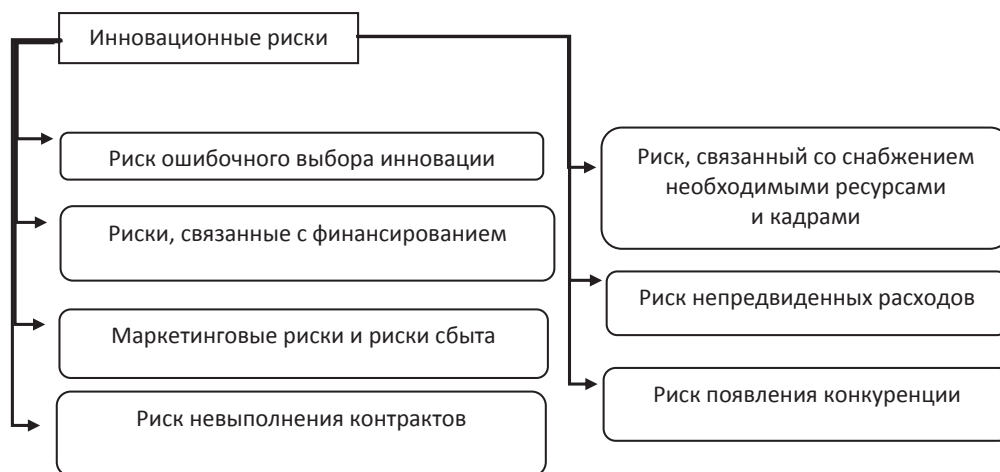 Инновационные риски
Риск ошибочного выбора инновации
Риски, связанные с финансированием
Маркетинговые риски и риски сбыта
Риск невыполнения контрактов
Риск, связанный со снабжением
необходимыми ресурсами
и кадрами
Риск непредвиденных расходов
Риск появления конкуренции